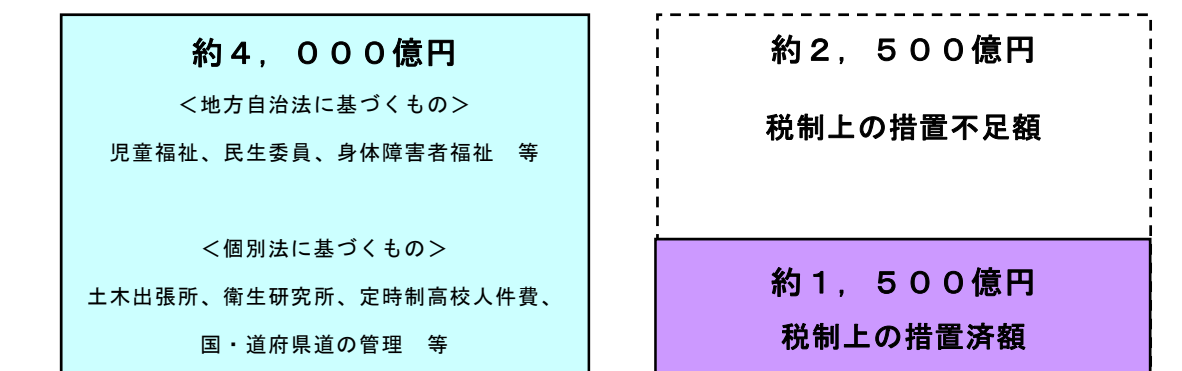 約４，０００億円
＜地方自治法に基づくもの＞
児童福祉、民生委員、身体障害者福祉　等
＜個別法に基づくもの＞
土木出張所、衛生研究所、定時制高校人件費、
国・道府県道の管理　等
約２，５００億円
税制上の措置不足額
約１，５００億円
税制上の措置済額